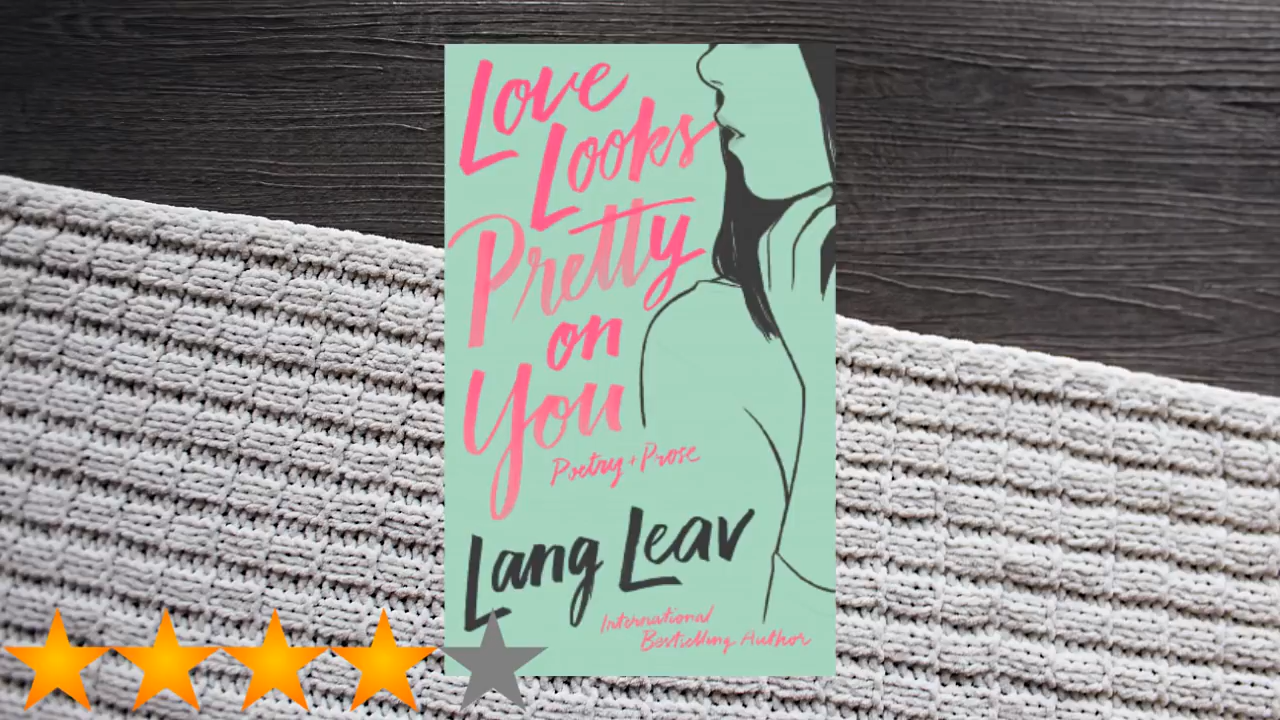 Love
Looks
Pretty
on
You
Poetry + Prose
Lang Leav
International
Bestselling Author